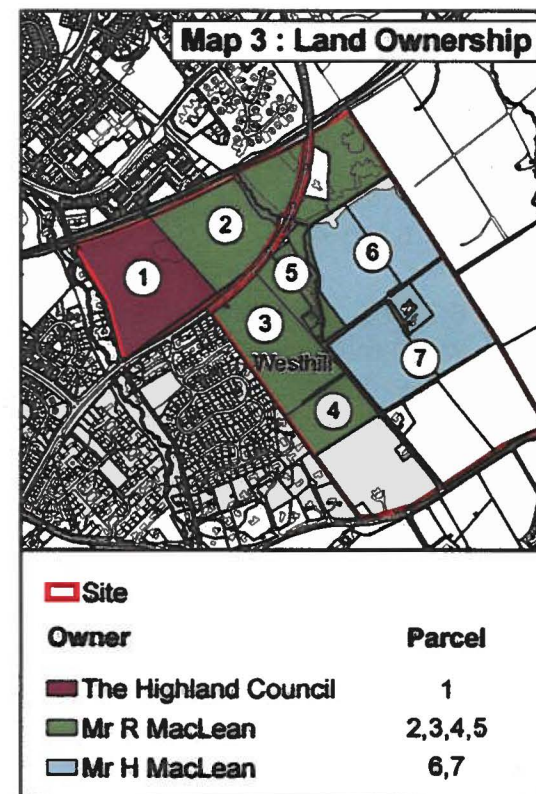 Map 3 : Land Ownership
2
1
6
5
3
Westhill
7
4
Site
Owner Parcel
The Highland Council 1
Mr R MacLean 2,3,4,5
Mr H MacLean 6,7